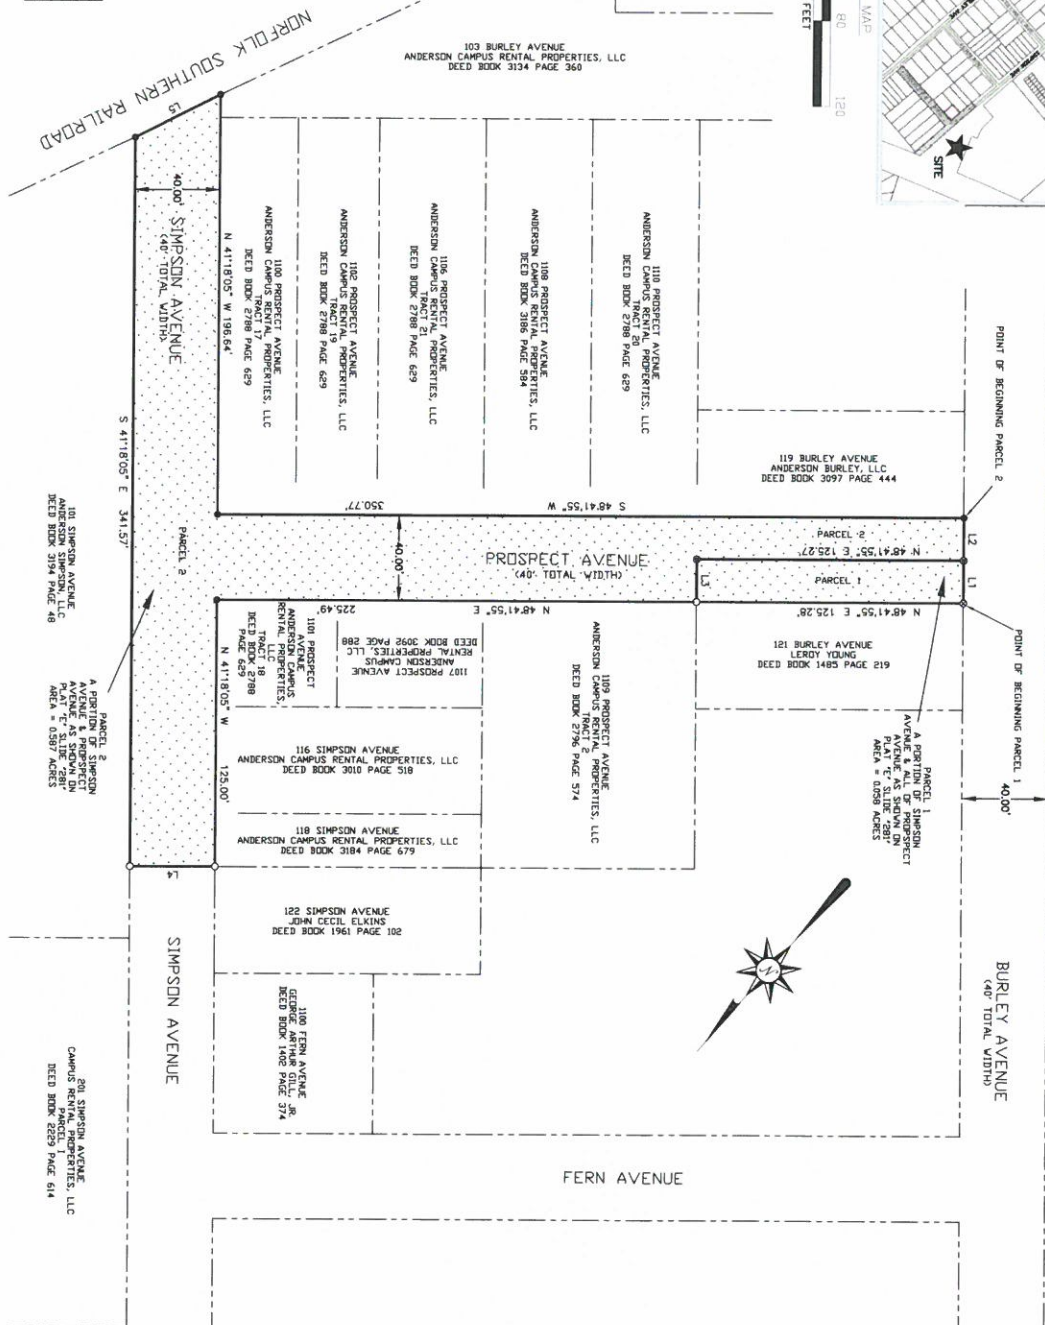 MAP
80
120
FEET
SITE
NORFOLK SOUTHERN RAILROAD
L5
103 BURLEY AVENUE
ANDERSON CAMPUS RENTAL PROPERTIES, LLC
DEED BOOK 3134 PAGE 360
40.00'
SIMPSON AVENUE
(40' TOTAL WIDTH)
N 41°18'05" W 196.64'
1100 PROSPECT AVENUE
ANDERSON CAMPUS RENTAL PROPERTIES, LLC
TRACT 17
DEED BOOK 2788 PAGE 629
1102 PROSPECT AVENUE
ANDERSON CAMPUS RENTAL PROPERTIES, LLC
TRACT 19
DEED BOOK 2788 PAGE 629
1106 PROSPECT AVENUE
ANDERSON CAMPUS RENTAL PROPERTIES, LLC
TRACT 21
DEED BOOK 2788 PAGE 629
1108 PROSPECT AVENUE
ANDERSON CAMPUS RENTAL PROPERTIES, LLC
DEED BOOK 3186 PAGE 584
1110 PROSPECT AVENUE
ANDERSON CAMPUS RENTAL PROPERTIES, LLC
TRACT 20
DEED BOOK 2788 PAGE 629
POINT OF BEGINNING PARCEL 2
119 BURLEY AVENUE
ANDERSON BURLEY, LLC
DEED BOOK 3097 PAGE 444
S 41°18'05" E 341.57'
101 SIMPSON AVENUE
ANDERSON SIMPSON, LLC
DEED BOOK 3194 PAGE 48
PARCEL 2
S 48°41'55" W 350.77'
40.00'
PROSPECT AVENUE
(40' TOTAL WIDTH)
PARCEL 2
N 48°41'55" E 125.27'
L2
L1
L3
PARCEL 1
N 48°41'55" E 225.49'
N 48°41'55" E 125.28'
POINT OF BEGINNING PARCEL 1
40.00'
121 BURLEY AVENUE
LEROY YOUNG
DEED BOOK 1485 PAGE 219
PARCEL 1
A PORTION OF SIMPSON
AVENUE & ALL OF PROPSPECT
AVENUE AS SHOWN ON
PLAT "E" SLIDE "281"
AREA = 0.058 ACRES
1101 PROSPECT
AVENUE
ANDERSON CAMPUS
RENTAL PROPERTIES,
LLC
TRACT 18
DEED BOOK 2788
PAGE 629
1107 PROSPECT AVENUE
ANDERSON CAMPUS
RENTAL PROPERTIES, LLC
DEED BOOK 3092 PAGE 288
1109 PROSPECT AVENUE
ANDERSON CAMPUS RENTAL PROPERTIES, LLC
TRACT 2
DEED BOOK 2796 PAGE 574
N 41°18'05" W 125.00'
PARCEL 2
A PORTION OF SIMPSON
AVENUE & PROPSPECT
AVENUE AS SHOWN ON
PLAT "E" SLIDE "281"
AREA = 0.587 ACRES
116 SIMPSON AVENUE
ANDERSON CAMPUS RENTAL PROPERTIES, LLC
DEED BOOK 3010 PAGE 518
118 SIMPSON AVENUE
ANDERSON CAMPUS RENTAL PROPERTIES, LLC
DEED BOOK 3184 PAGE 679
L4
122 SIMPSON AVENUE
JOHN CECIL ELKINS
DEED BOOK 1961 PAGE 102
SIMPSON AVENUE
1100 FERN AVENUE
GEORGE ARTHUR GILL, JR.
DEED BOOK 1402 PAGE 374
N
BURLEY AVENUE
(40' TOTAL WIDTH)
201 SIMPSON AVENUE
CAMPUS RENTAL PROPERTIES, LLC
PARCEL 1
DEED BOOK 2229 PAGE 614
FERN AVENUE